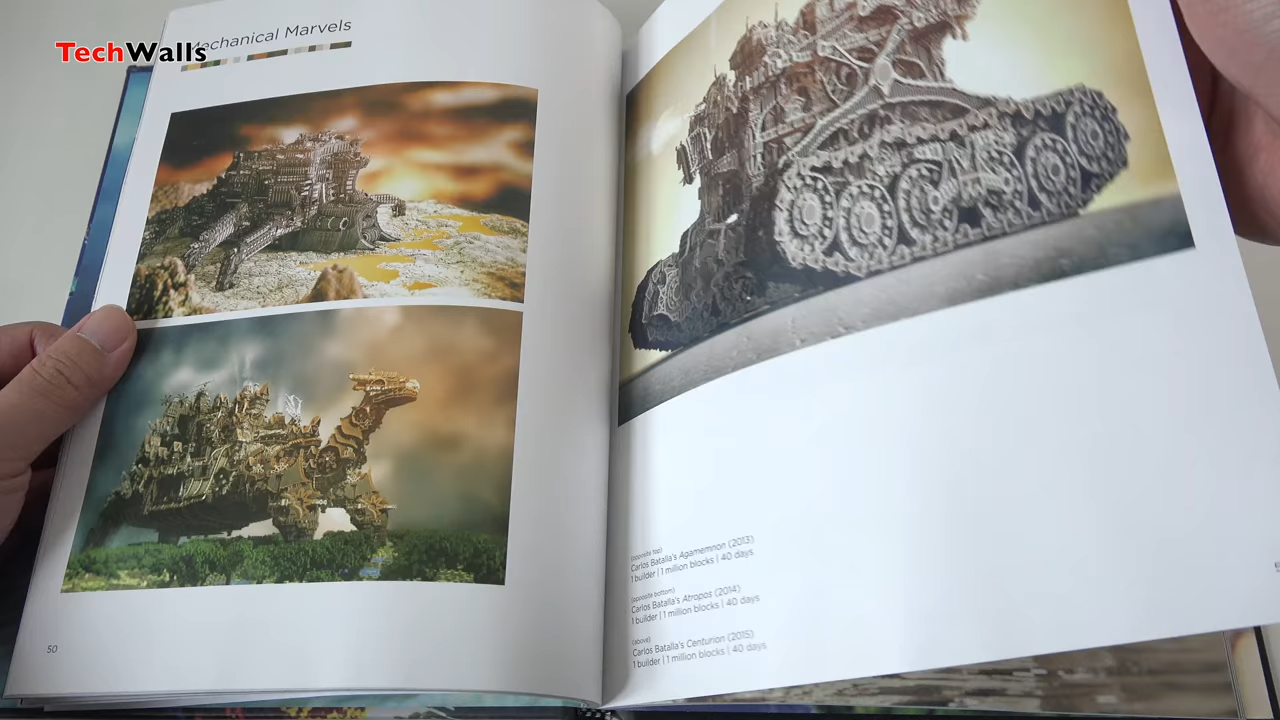 TechWalls
Mechanical Marvels
50
(opposite top)
Carlos Batalla's Agamemnon (2013)
1 builder | 1 million blocks | 40 days
(opposite bottom)
Carlos Batalla's Atropos (2014)
1 builder | 1 million blocks | 40 days
(above)
Carlos Batalla's Centurion (2015)
1 builder | 1 million blocks | 40 days